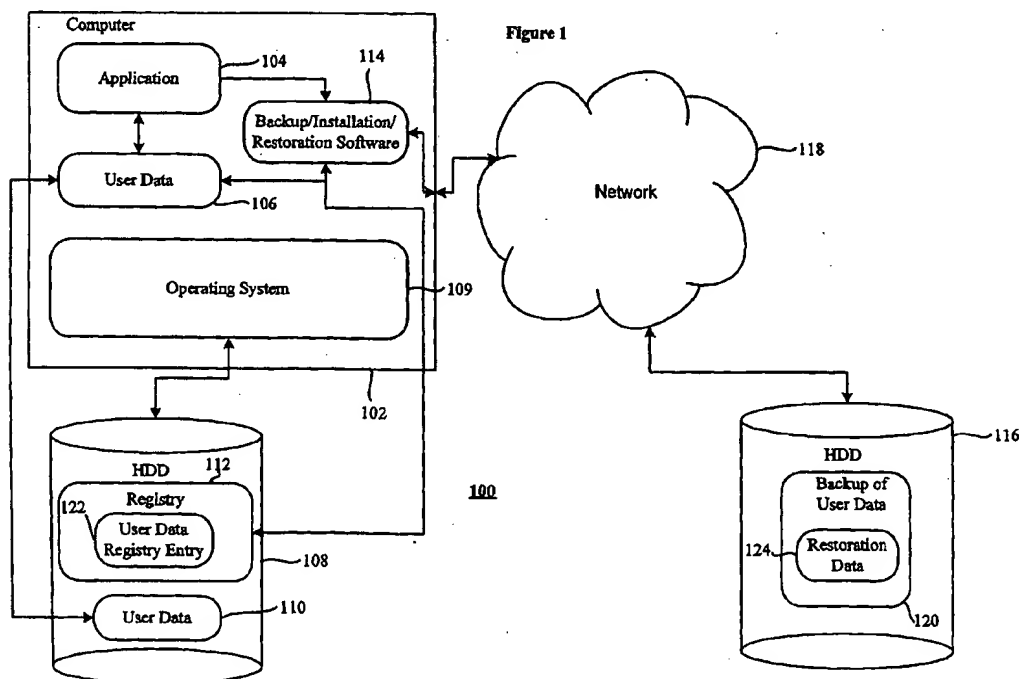 Computer
Figure 1
104
114
Application
Backup/Installation/
Restoration Software
118
User Data
106
Network
Operating System
109
102
116
HDD
112
HDD
Registry
100
Backup of
User Data
122
User Data
Registry Entry
124
Restoration
Data
108
User Data
110
120